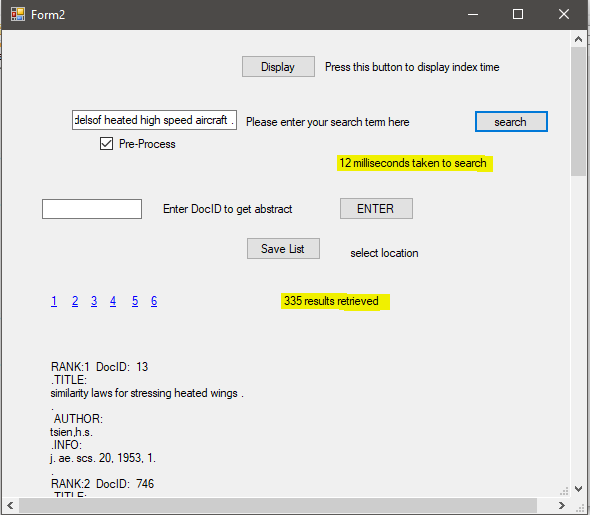 Form2
Display Press this button to display index time
delsof heated high speed aircraft . Please enter your search term here search
Pre-Process
12 milliseconds taken to search
Enter DocID to get abstract ENTER
Save List select location
1 2 3 4 5 6 335 results retrieved
RANK:1 DocID: 13
.TITLE:
similarity laws for stressing heated wings .
.
AUTHOR:
tsien,h.s.
.INFO:
j. ae. scs. 20, 1953, 1.
.
RANK:2 DocID: 746
.TITLE: